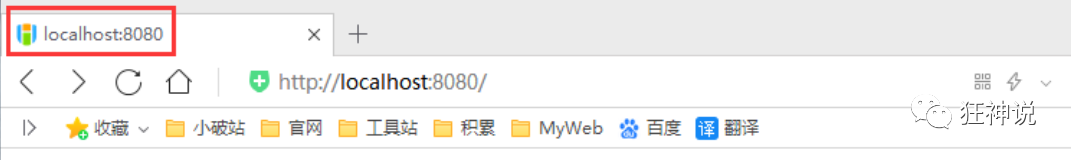 localhost:8080
http://localhost:8080/
收藏 小破站 官网 工具站 积累 MyWeb 百度 译 翻译
狂神说